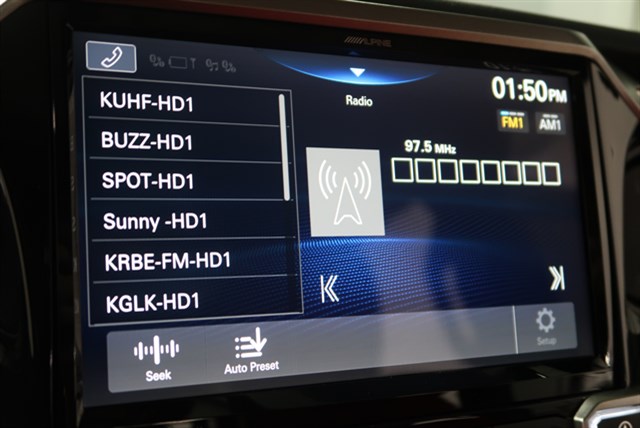 ALPINE
Radio
01:50PM
FM1 AM1
KUHF-HD1
BUZZ-HD1
SPOT-HD1
Sunny -HD1
KRBE-FM-HD1
KGLK-HD1
97.5 MHz
Seek
Auto Preset
Setup